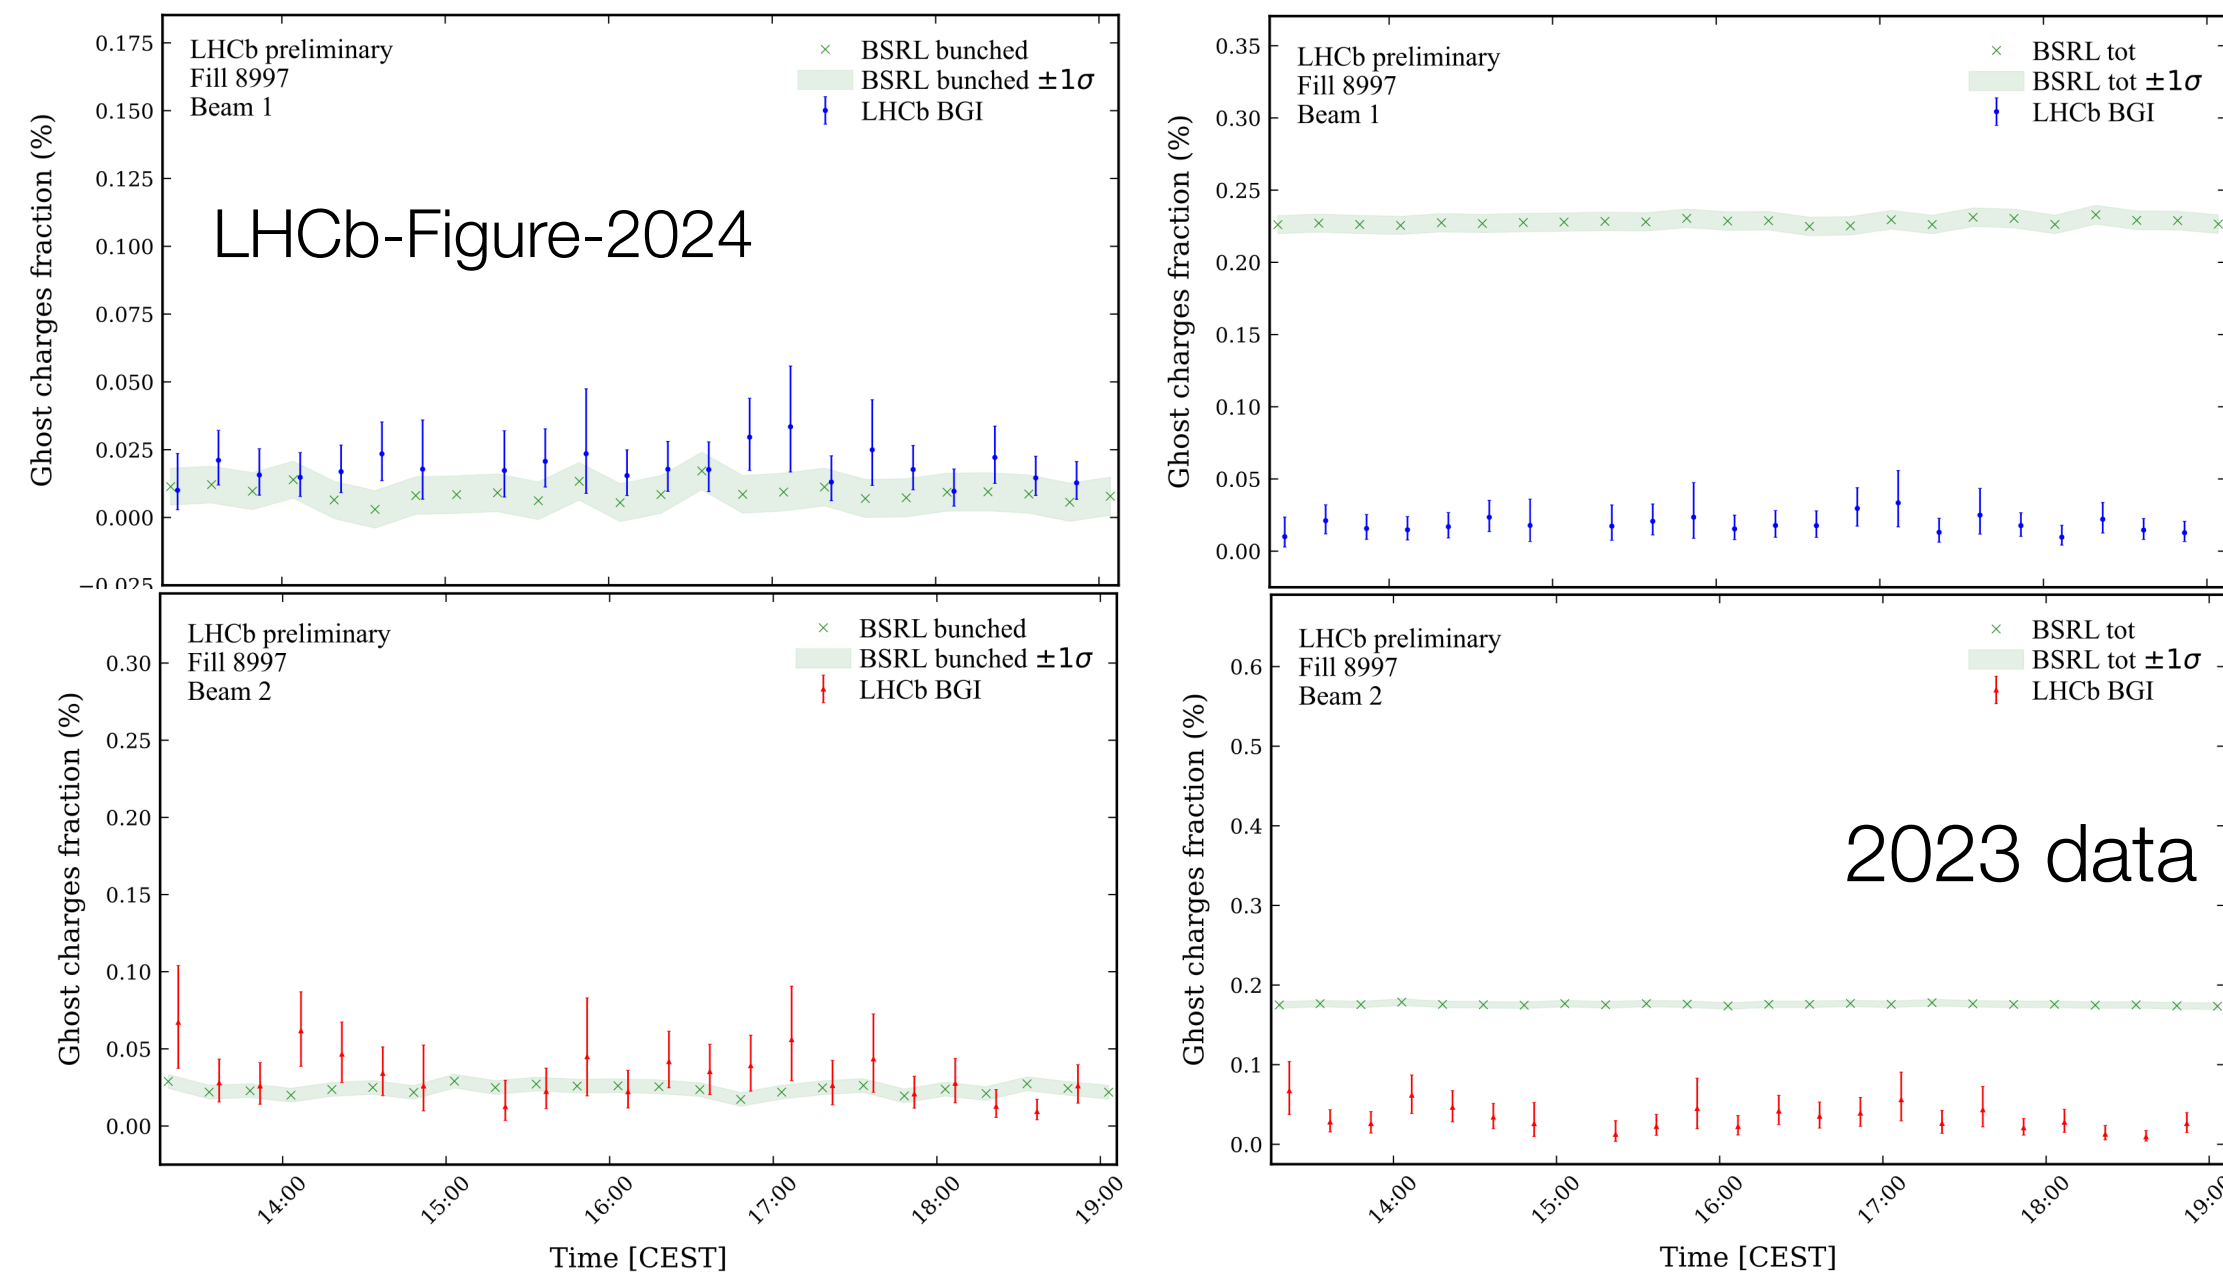 LHCb preliminary
Fill 8997
Beam 1
BSRL bunched
BSRL bunched ±1σ
LHCb BGI
LHCb-Figure-2024
Ghost charges fraction (%)
0.175
0.150
0.125
0.100
0.075
0.050
0.025
0.000
−0.025
LHCb preliminary
Fill 8997
Beam 1
BSRL tot
BSRL tot ±1σ
LHCb BGI
Ghost charges fraction (%)
0.35
0.30
0.25
0.20
0.15
0.10
0.05
0.00
LHCb preliminary
Fill 8997
Beam 2
BSRL bunched
BSRL bunched ±1σ
LHCb BGI
Ghost charges fraction (%)
0.30
0.25
0.20
0.15
0.10
0.05
0.00
14:00
15:00
16:00
17:00
18:00
19:00
Time [CEST]
LHCb preliminary
Fill 8997
Beam 2
BSRL tot
BSRL tot ±1σ
LHCb BGI
2023 data
Ghost charges fraction (%)
0.6
0.5
0.4
0.3
0.2
0.1
0.0
14:00
15:00
16:00
17:00
18:00
19:00
Time [CEST]